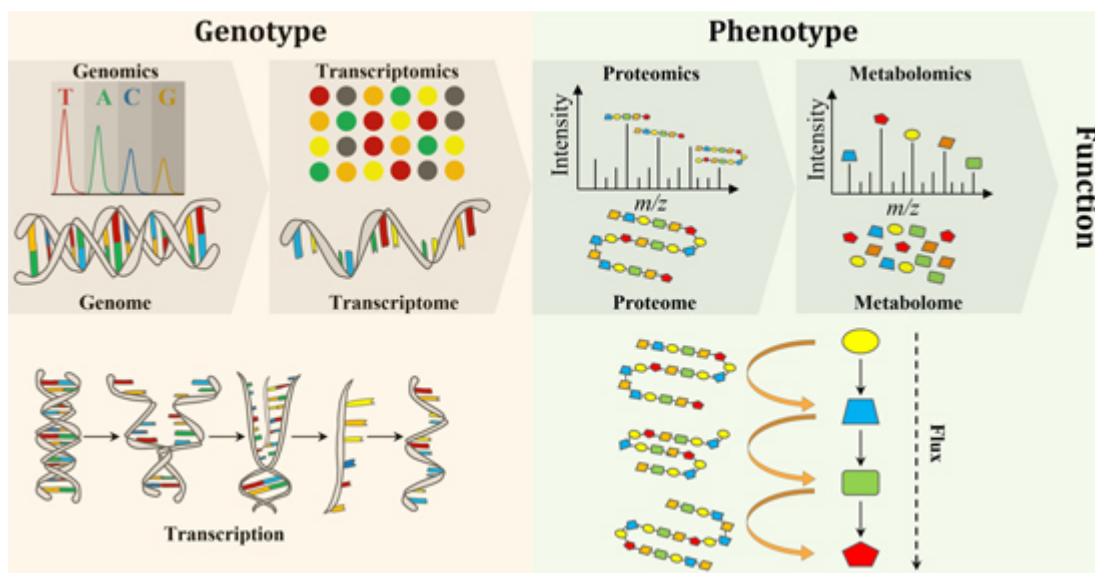 Genotype
Phenotype
Genomics
Transcriptomics
Proteomics
Metabolomics
T A C G
Intensity
m/z
Intensity
m/z
Genome
Transcriptome
Proteome
Metabolome
Function
Transcription
Flux